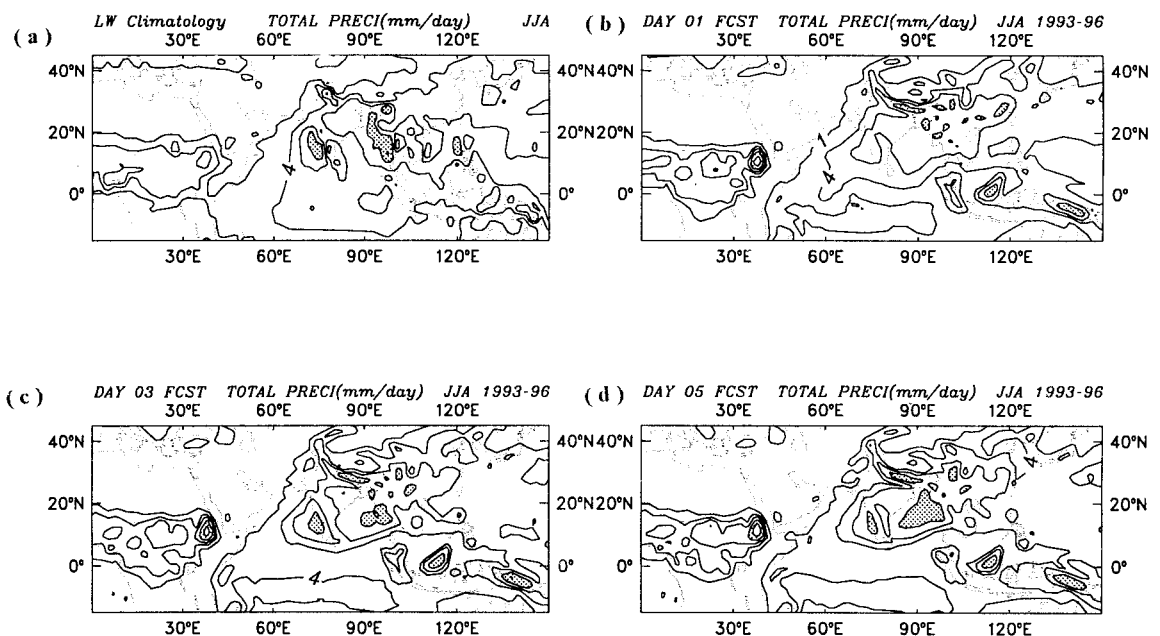 LW Climatology TOTAL PRECI(mm/day) JJA
(a)
30°E 60°E 90°E 120°E
40°N 40°N
20°N 20°N
4
0° 0°
30°E 60°E 90°E 120°E
DAY 01 FCST TOTAL PRECI(mm/day) JJA 1993-96
(b)
30°E 60°E 90°E 120°E
40°N 40°N
1
20°N 20°N
4
0° 0°
30°E 60°E 90°E 120°E
(c) DAY 03 FCST TOTAL PRECI(mm/day) JJA 1993-96
30°E 60°E 90°E 120°E
40°N 40°N
20°N 20°N
0° 0°
4
30°E 60°E 90°E 120°E
(d) DAY 05 FCST TOTAL PRECI(mm/day) JJA 1993-96
30°E 60°E 90°E 120°E
40°N 40°N
4
20°N 20°N
0° 0°
30°E 60°E 90°E 120°E